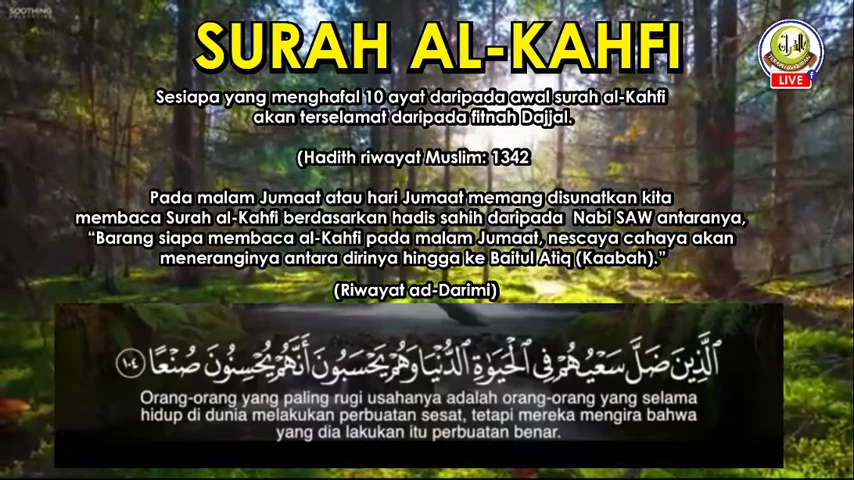 SOOTHING
SURAH AL-KAHFI
LIVE
Sesiapa yang menghafal 10 ayat daripada awal surah al-Kahfi
akan terselamat daripada fitnah Dajjal.
(Hadith riwayat Muslim: 1342
Pada malam Jumaat atau hari Jumaat memang disunatkan kita
membaca Surah al-Kahfi berdasarkan hadis sahih daripada Nabi SAW antaranya,
“Barang siapa membaca al-Kahfi pada malam Jumaat, nescaya cahaya akan
meneranginya antara dirinya hingga ke Baitul Atiq (Kaabah).”
(Riwayat ad-Darimi)
الَّذِينَ ضَلَّ سَعْيُهُمْ فِي الْحَيَوٰةِ الدُّنْيَا وَهُمْ يَحْسَبُونَ أَنَّهُمْ يُحْسِنُونَ صُنْعًا ١٠٤
Orang-orang yang paling rugi usahanya adalah orang-orang yang selama
hidup di dunia melakukan perbuatan sesat, tetapi mereka mengira bahwa
yang dia lakukan itu perbuatan benar.